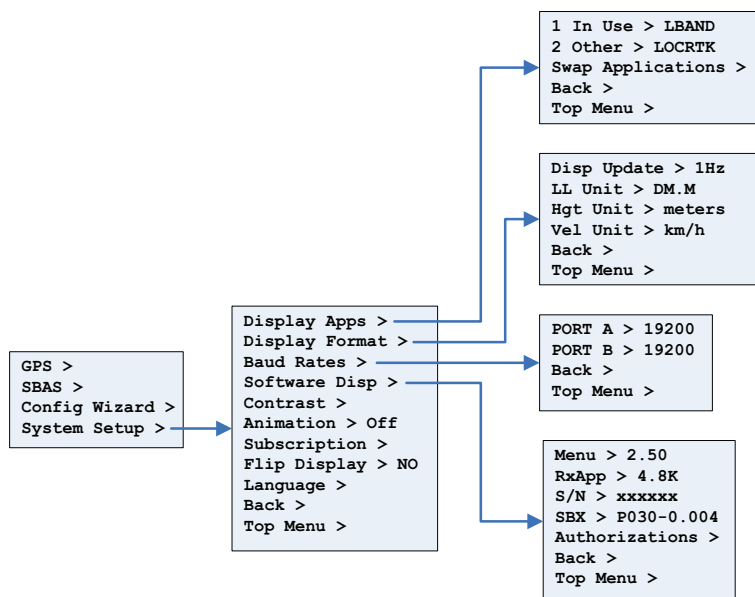 GPS >
SBAS >
Config Wizard >
System Setup >
Display Apps >
Display Format >
Baud Rates >
Software Disp >
Contrast >
Animation > Off
Subscription >
Flip Display > NO
Language >
Back >
Top Menu >
1 In Use > LBAND
2 Other > LOCRTK
Swap Applications >
Back >
Top Menu >
Disp Update > 1Hz
LL Unit > DM.M
Hgt Unit > meters
Vel Unit > km/h
Back >
Top Menu >
PORT A > 19200
PORT B > 19200
Back >
Top Menu >
Menu > 2.50
RxApp > 4.8K
S/N > xxxxxx
SBX > P030-0.004
Authorizations >
Back >
Top Menu >